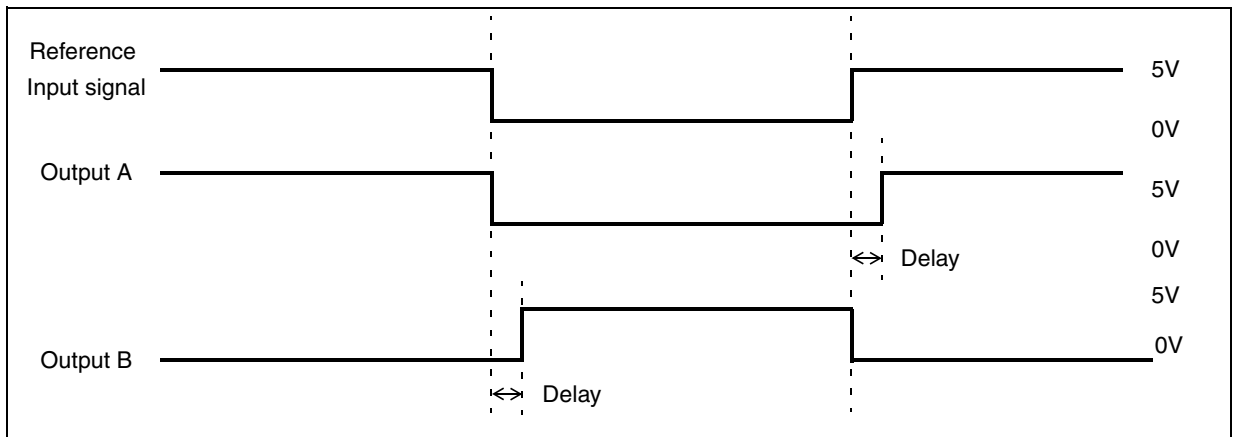 Reference
Input signal
5V
0V
Output A
5V
0V
Delay
5V
Output B
0V
Delay